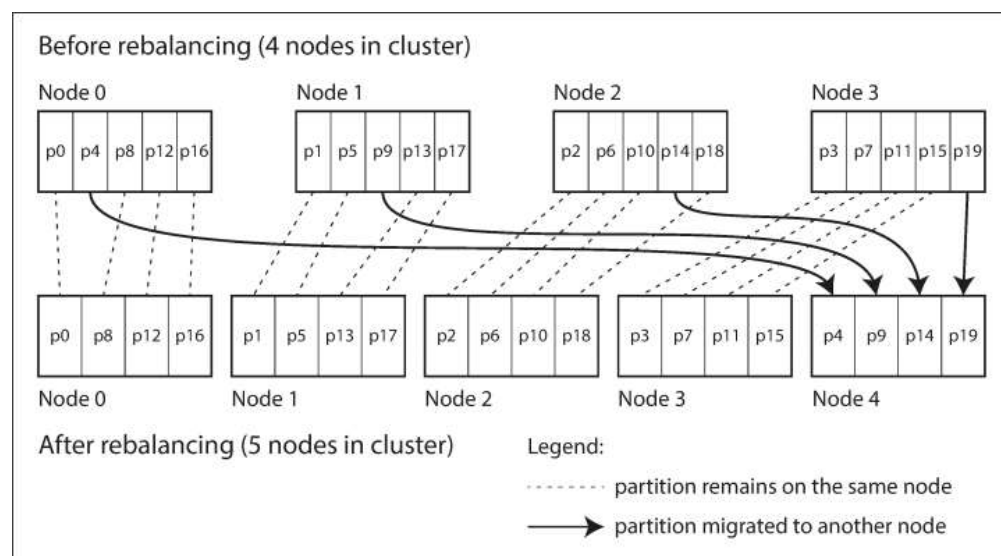 Before rebalancing (4 nodes in cluster)
Node 0 Node 1 Node 2 Node 3
p0 p4 p8 p12 p16 p1 p5 p9 p13 p17 p2 p6 p10 p14 p18 p3 p7 p11 p15 p19
p0 p8 p12 p16 p1 p5 p13 p17 p2 p6 p10 p18 p3 p7 p11 p15 p4 p9 p14 p19
Node 0 Node 1 Node 2 Node 3 Node 4
After rebalancing (5 nodes in cluster)
Legend:
partition remains on the same node
partition migrated to another node